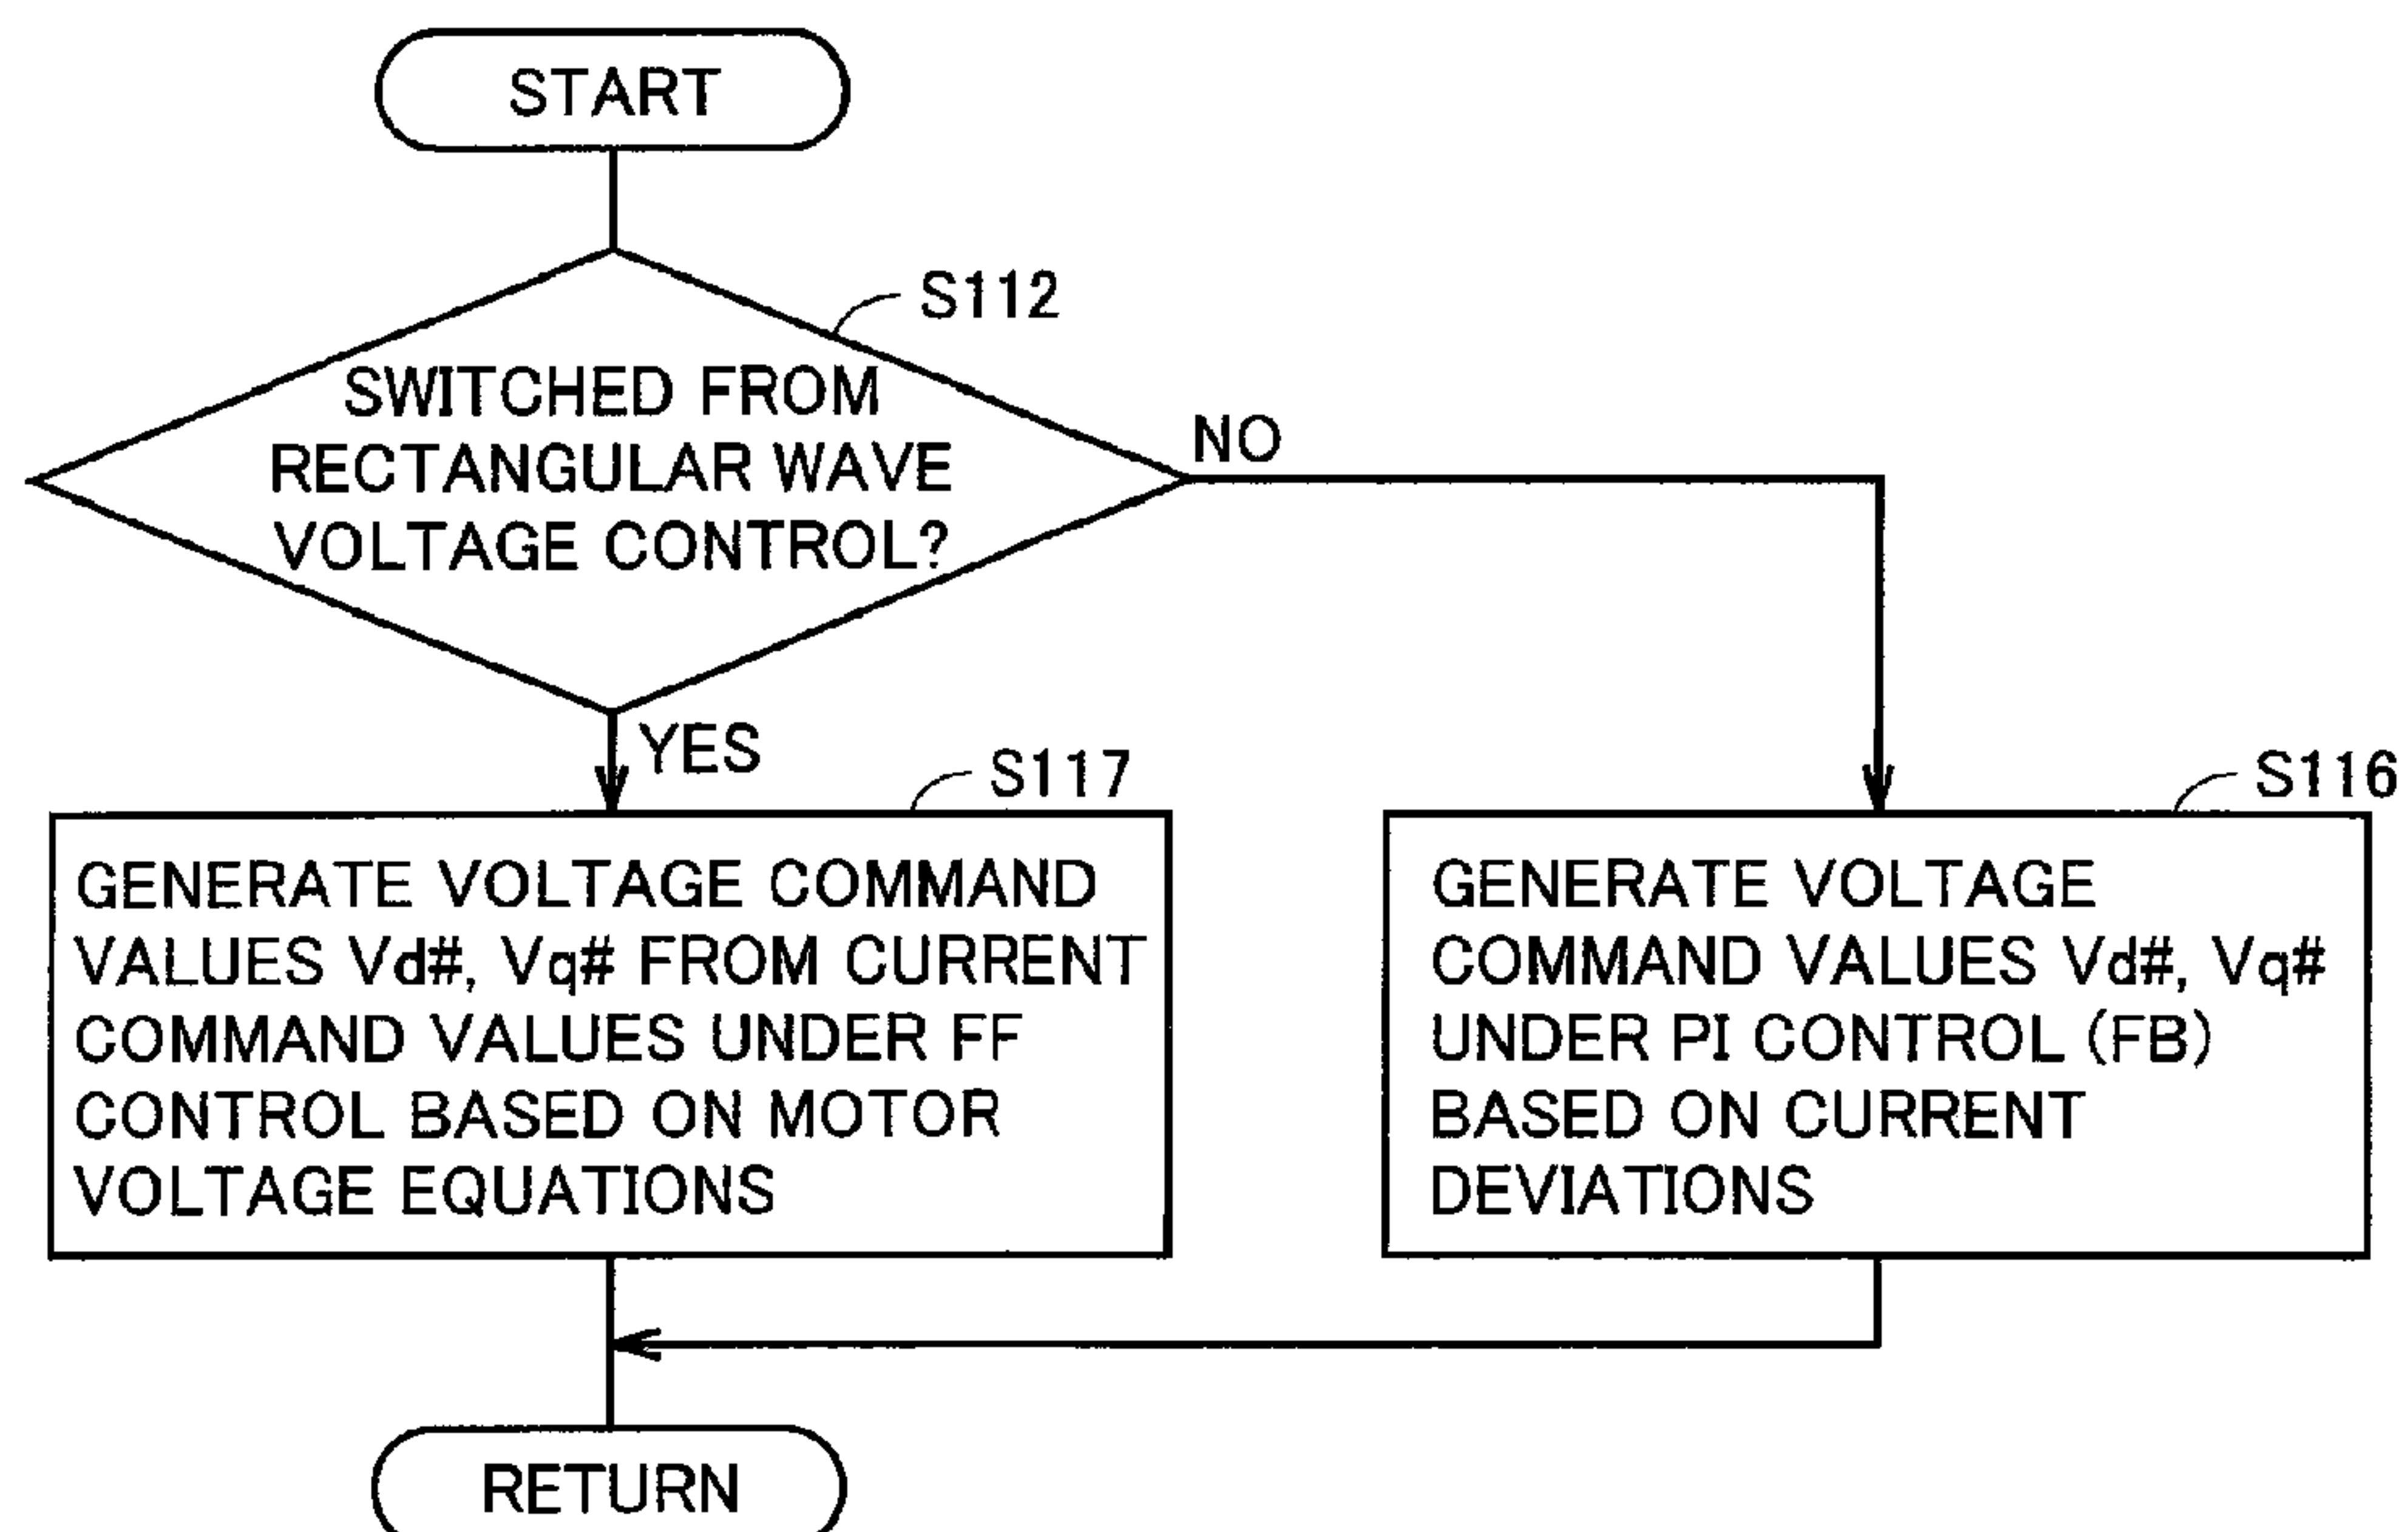 START
S112
SWITCHED FROM
RECTANGULAR WAVE
VOLTAGE CONTROL?
NO
YES
S117
GENERATE VOLTAGE COMMAND
VALUES Vd#, Vq# FROM CURRENT
COMMAND VALUES UNDER FF
CONTROL BASED ON MOTOR
VOLTAGE EQUATIONS
S116
GENERATE VOLTAGE
COMMAND VALUES Vd#, Vq#
UNDER PI CONTROL (FB)
BASED ON CURRENT
DEVIATIONS
RETURN